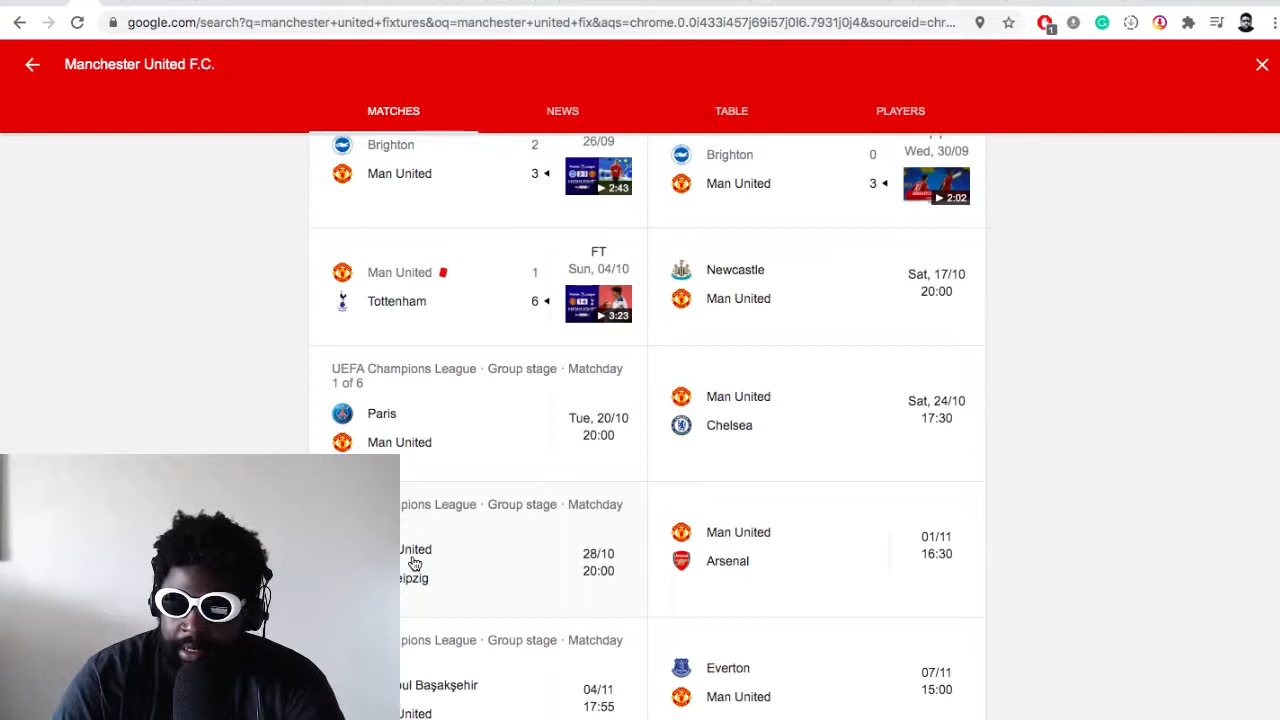 google.com/search?q=manchester+united+fixtures&oq=manchester+united+fix&aqs=chrome.0.0i433i457j69i57j0l6.7931j0j4&sourceid=chr...
1
Manchester United F.C.
MATCHES NEWS TABLE PLAYERS
Brighton 2 26/09
Man United 3 2:43
Brighton 0 Wed, 30/09
Man United 3 2:02
FT
Man United 1 Sun, 04/10
Tottenham 6 3:23
Newcastle Sat, 17/10
Man United 20:00
UEFA Champions League · Group stage · Matchday
1 of 6
Paris Tue, 20/10
Man United 20:00
Man United Sat, 24/10
Chelsea 17:30
pions League · Group stage · Matchday
United 28/10
eipzig 20:00
Man United 01/11
Arsenal 16:30
pions League · Group stage · Matchday
bul Başakşehir 04/11
United 17:55
Everton 07/11
Man United 15:00